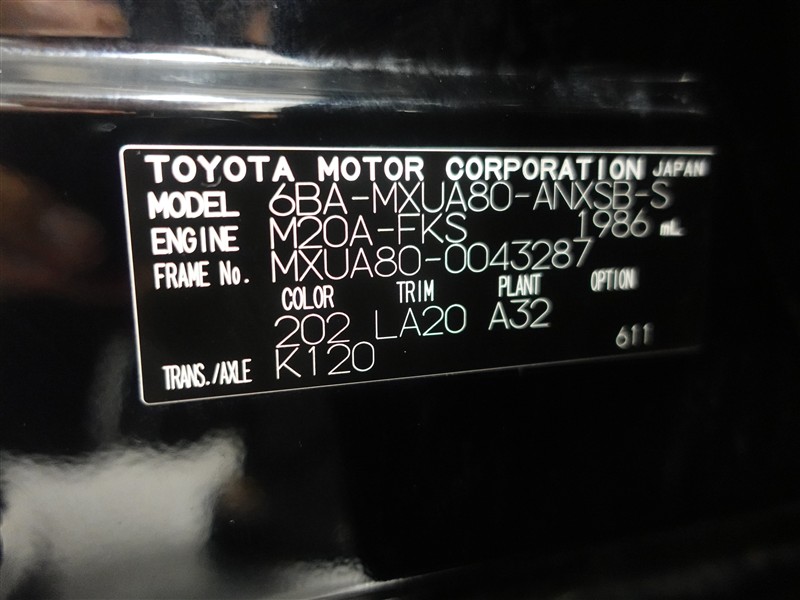 TOYOTA MOTOR CORPORATION JAPAN
MODEL 6BA-MXUA80-ANXSB-S
ENGINE M20A-FKS 1986 mL
FRAME No. MXUA80-0043287
COLOR TRIM PLANT OPTION
202 LA20 A32
611
TRANS./AXLE K120